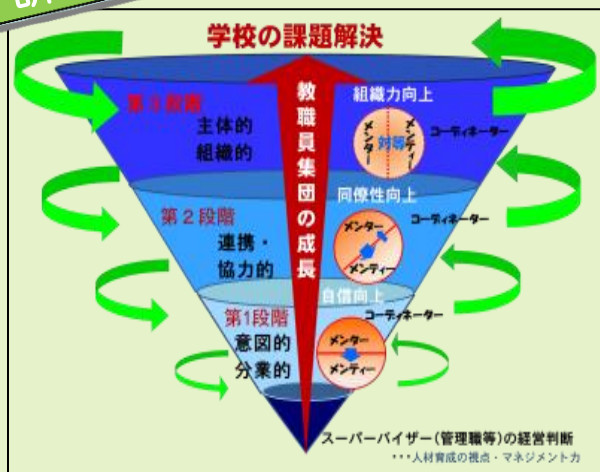 学校の課題解決
教職員集団の成長
第3段階
主体的
組織的
組織力向上
メンター
対等
メンティー
コーディネーター
第2段階
連携・
協力的
同僚性向上
メンター
メンティー
コーディネーター
第1段階
意図的
分業的
自信向上
メンター
メンティー
コーディネーター
スーパーバイザー(管理職等)の経営判断
･･･人材育成の視点・マネジメント力